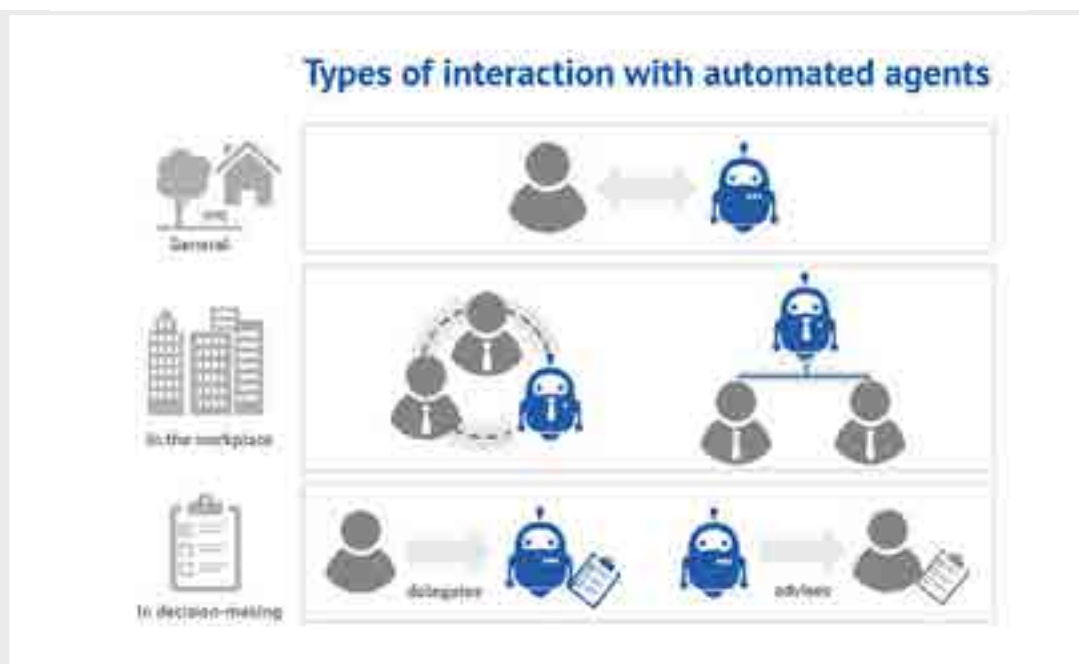 Types of interaction with automated agents
General
In the workplace
In decision-making
delegates
advises